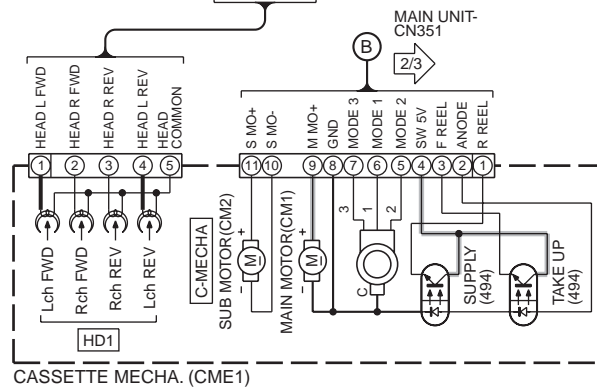 MAIN UNIT-
CN351
B
2/3
HEAD L FWD
HEAD R FWD
HEAD R REV
HEAD L REV
HEAD
COMMON
S MO+
S MO-
M MO+
GND
MODE 3
MODE 1
MODE 2
SW 5V
F REEL
ANODE
R REEL
1 2 3 4 5
11 10 9 8 7 6 5 4 3 2 1
3 1 2
Lch FWD
Rch FWD
Rch REV
Lch REV
HD1
C-MECHA
SUB MOTOR(CM2)
+
M
-
MAIN MOTOR(CM1)
+
M
-
C
SUPPLY
(494)
TAKE UP
(494)
CASSETTE MECHA. (CME1)